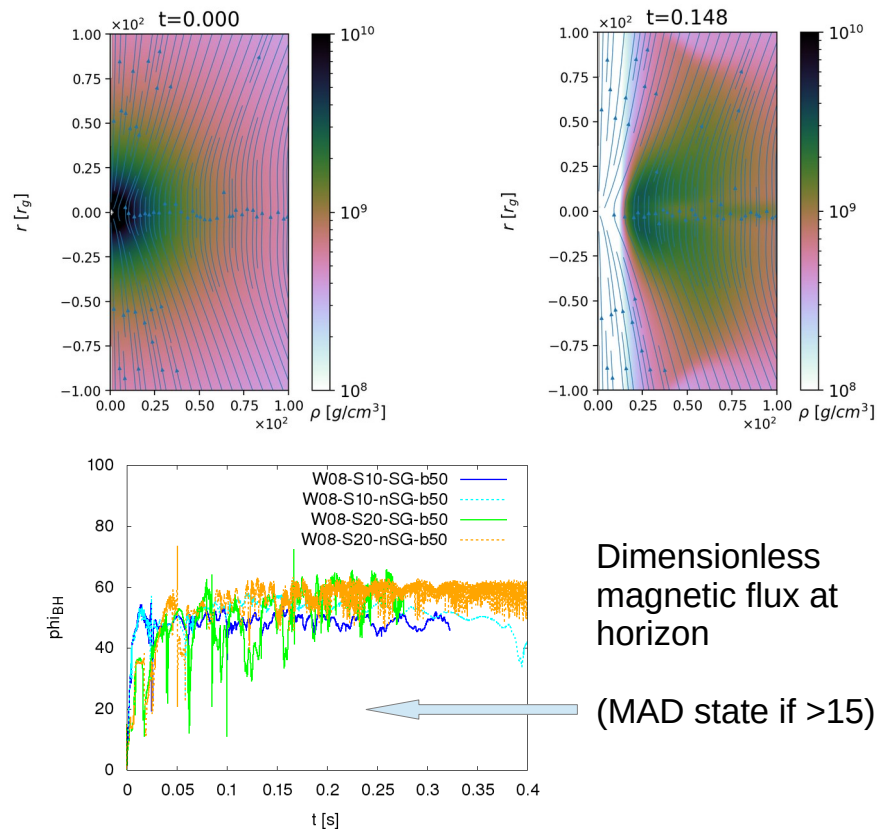 ×10² t=0.000
1.00
0.75
0.50
0.25
0.00
−0.25
−0.50
−0.75
−1.00
r [r_g]
0.00 0.25 0.50 0.75 1.00
×10²
10¹⁰
10⁹
10⁸
ρ [g/cm³]
×10² t=0.148
1.00
0.75
0.50
0.25
0.00
−0.25
−0.50
−0.75
−1.00
r [r_g]
0.00 0.25 0.50 0.75 1.00
×10²
10¹⁰
10⁹
10⁸
ρ [g/cm³]
100
80
60
40
20
0
phi_BH
W08-S10-SG-b50
W08-S10-nSG-b50
W08-S20-SG-b50
W08-S20-nSG-b50
0 0.05 0.1 0.15 0.2 0.25 0.3 0.35 0.4
t [s]
Dimensionless
magnetic flux at
horizon
(MAD state if >15)